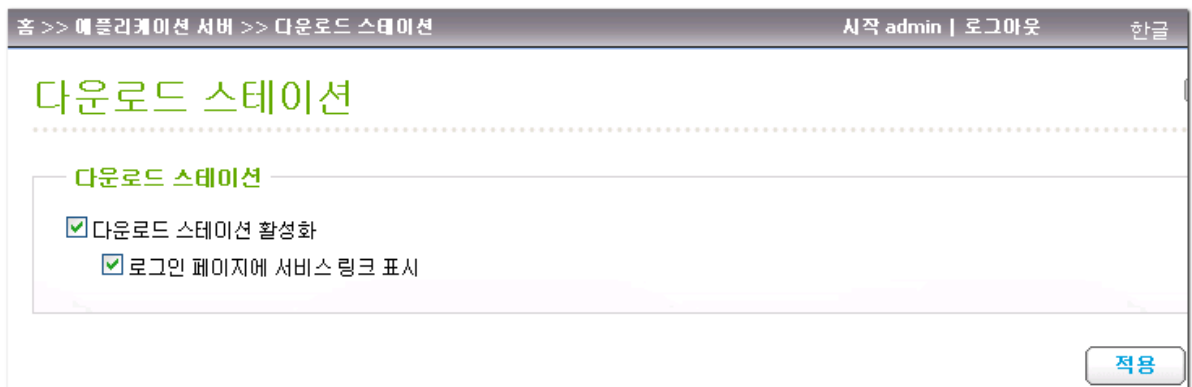 홈 >> 애플리케이션 서버 >> 다운로드 스테이션 시작 admin | 로그아웃 한글
다운로드 스테이션
다운로드 스테이션
다운로드 스테이션 활성화
로그인 페이지에 서비스 링크 표시
적용